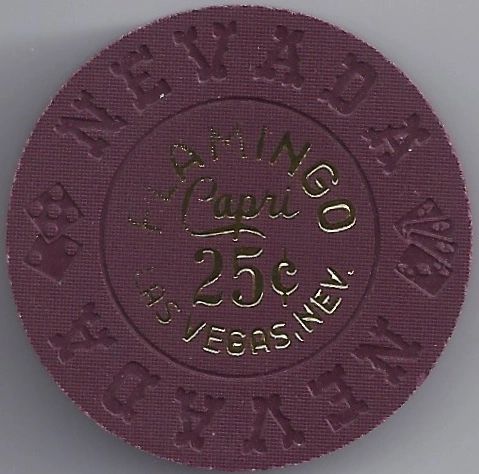 NEVADA
FLAMINGO
Capri
25¢
LAS VEGAS, NEV.
NEVADA